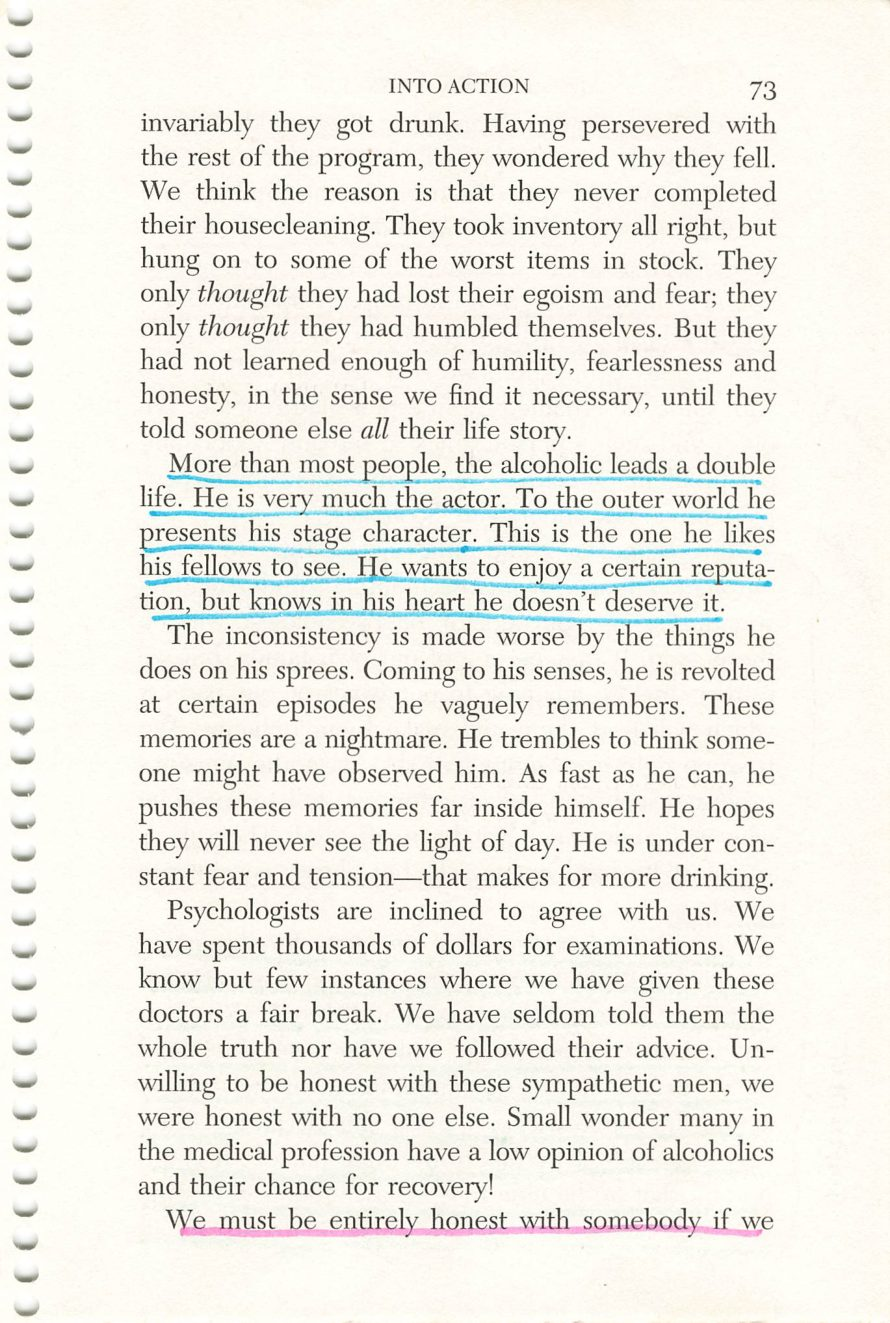 INTO ACTION 73
invariably they got drunk. Having persevered with
the rest of the program, they wondered why they fell.
We think the reason is that they never completed
their housecleaning. They took inventory all right, but
hung on to some of the worst items in stock. They
only thought they had lost their egoism and fear; they
only thought they had humbled themselves. But they
had not learned enough of humility, fearlessness and
honesty, in the sense we find it necessary, until they
told someone else all their life story.
More than most people, the alcoholic leads a double
life. He is very much the actor. To the outer world he
presents his stage character. This is the one he likes
his fellows to see. He wants to enjoy a certain reputa-
tion, but knows in his heart he doesn't deserve it.
The inconsistency is made worse by the things he
does on his sprees. Coming to his senses, he is revolted
at certain episodes he vaguely remembers. These
memories are a nightmare. He trembles to think some-
one might have observed him. As fast as he can, he
pushes these memories far inside himself. He hopes
they will never see the light of day. He is under con-
stant fear and tension—that makes for more drinking.
Psychologists are inclined to agree with us. We
have spent thousands of dollars for examinations. We
know but few instances where we have given these
doctors a fair break. We have seldom told them the
whole truth nor have we followed their advice. Un-
willing to be honest with these sympathetic men, we
were honest with no one else. Small wonder many in
the medical profession have a low opinion of alcoholics
and their chance for recovery!
We must be entirely honest with somebody if we